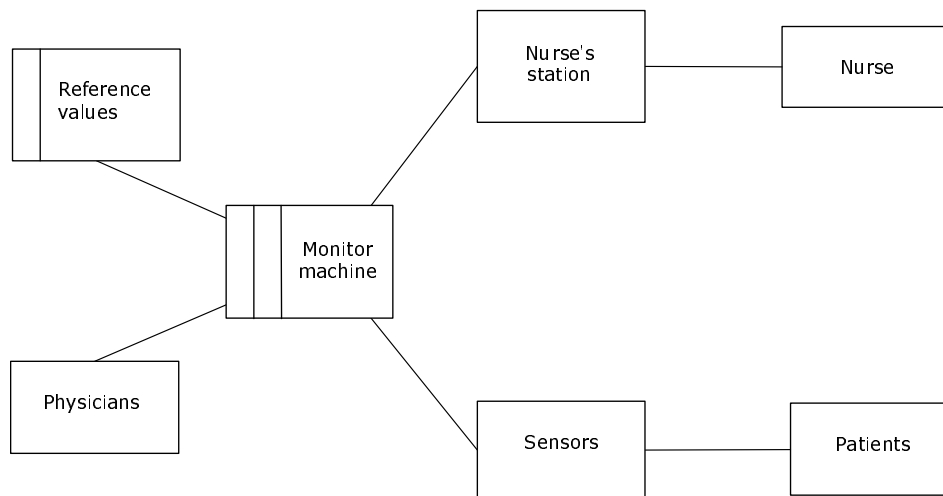 Nurse's
station
Nurse
Reference
values
Monitor
machine
Physicians
Sensors
Patients